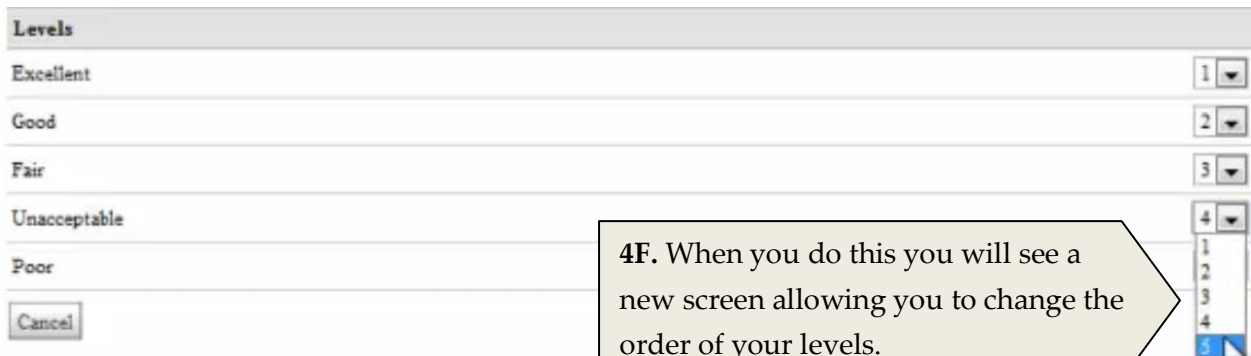 Levels
Excellent 1
Good 2
Fair 3
Unacceptable 4
Poor
Cancel
1
2
3
4
5
4F. When you do this you will see a
new screen allowing you to change the
order of your levels.